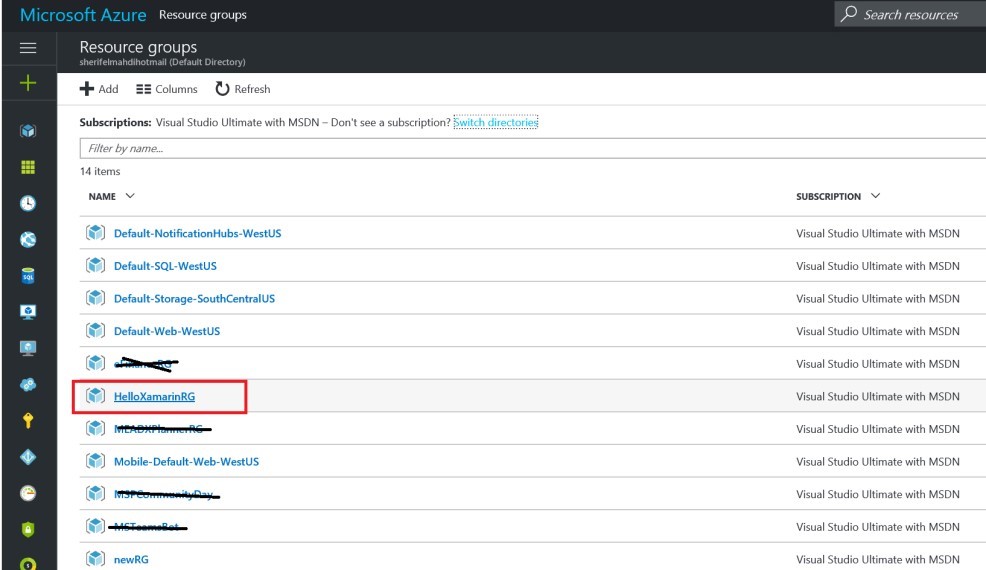 Microsoft Azure Resource groups Search resources
Resource groups
sherifelmahdihotmail (Default Directory)
Add Columns Refresh
Subscriptions: Visual Studio Ultimate with MSDN – Don't see a subscription? Switch directories
Filter by name...
14 items
NAME SUBSCRIPTION
Default-NotificationHubs-WestUS Visual Studio Ultimate with MSDN
Default-SQL-WestUS Visual Studio Ultimate with MSDN
SQL
Default-Storage-SouthCentralUS Visual Studio Ultimate with MSDN
Default-Web-WestUS Visual Studio Ultimate with MSDN
Visual Studio Ultimate with MSDN
HelloXamarinRG Visual Studio Ultimate with MSDN
MEADXPlannerRG Visual Studio Ultimate with MSDN
Mobile-Default-Web-WestUS Visual Studio Ultimate with MSDN
MSPCommunityDay Visual Studio Ultimate with MSDN
MSTeamsBot Visual Studio Ultimate with MSDN
newRG Visual Studio Ultimate with MSDN